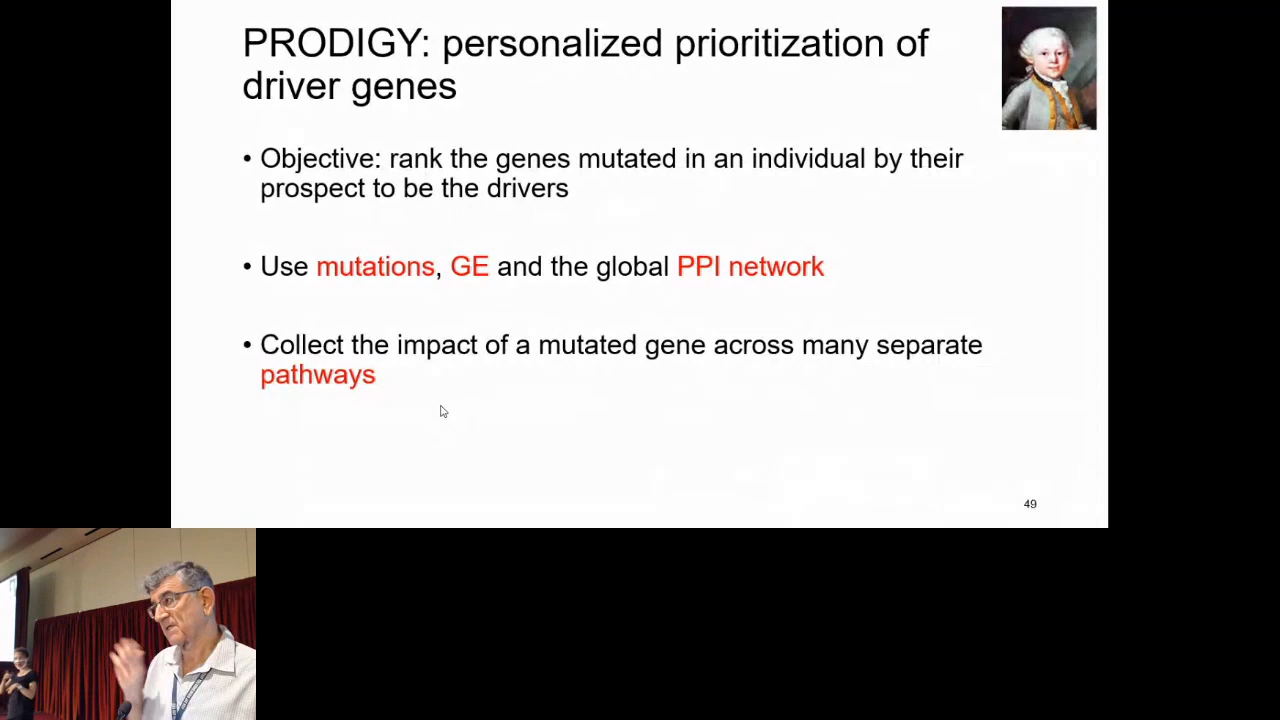 PRODIGY: personalized prioritization of
driver genes
• Objective: rank the genes mutated in an individual by their
prospect to be the drivers
• Use mutations, GE and the global PPI network
• Collect the impact of a mutated gene across many separate
pathways
49